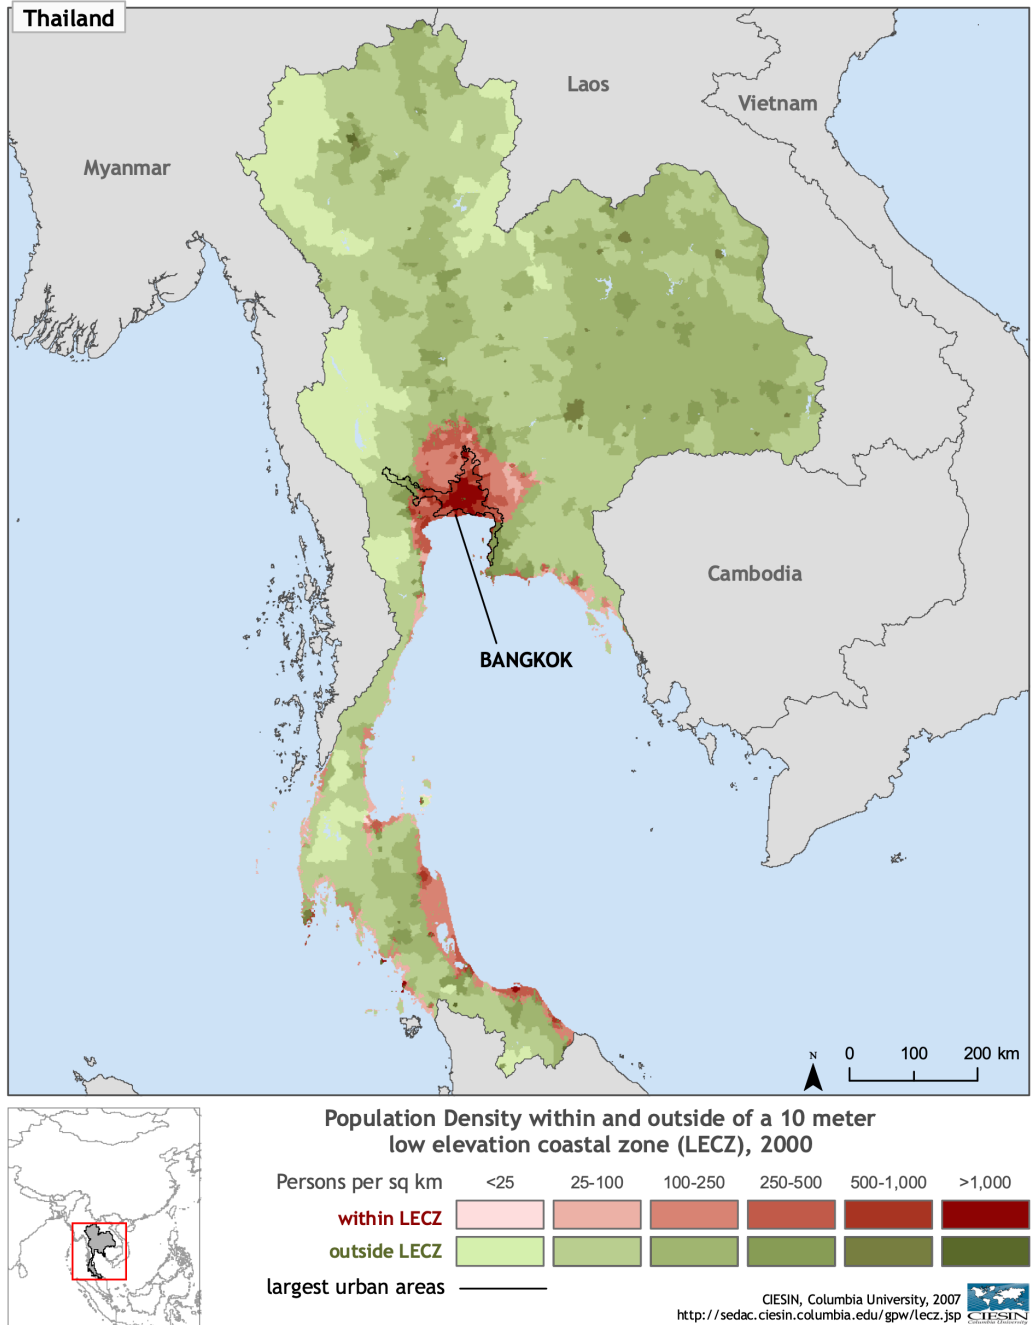 Thailand
Laos
Vietnam
Myanmar
Cambodia
BANGKOK
N
0 100 200 km
Population Density within and outside of a 10 meter
low elevation coastal zone (LECZ), 2000
Persons per sq km <25 25-100 100-250 250-500 500-1,000 >1,000
within LECZ
outside LECZ
largest urban areas
CIESIN, Columbia University, 2007
http://sedac.ciesin.columbia.edu/gpw/lecz.jsp
CIESIN
Columbia University